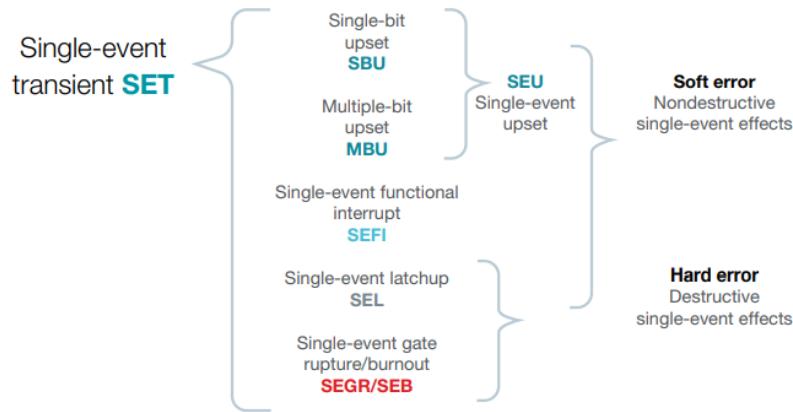 Single-event
transient SET
Single-bit
upset
SBU
Multiple-bit
upset
MBU
SEU
Single-event
upset
Single-event functional
interrupt
SEFI
Single-event latchup
SEL
Single-event gate
rupture/burnout
SEGR/SEB
Soft error
Nondestructive
single-event effects
Hard error
Destructive
single-event effects